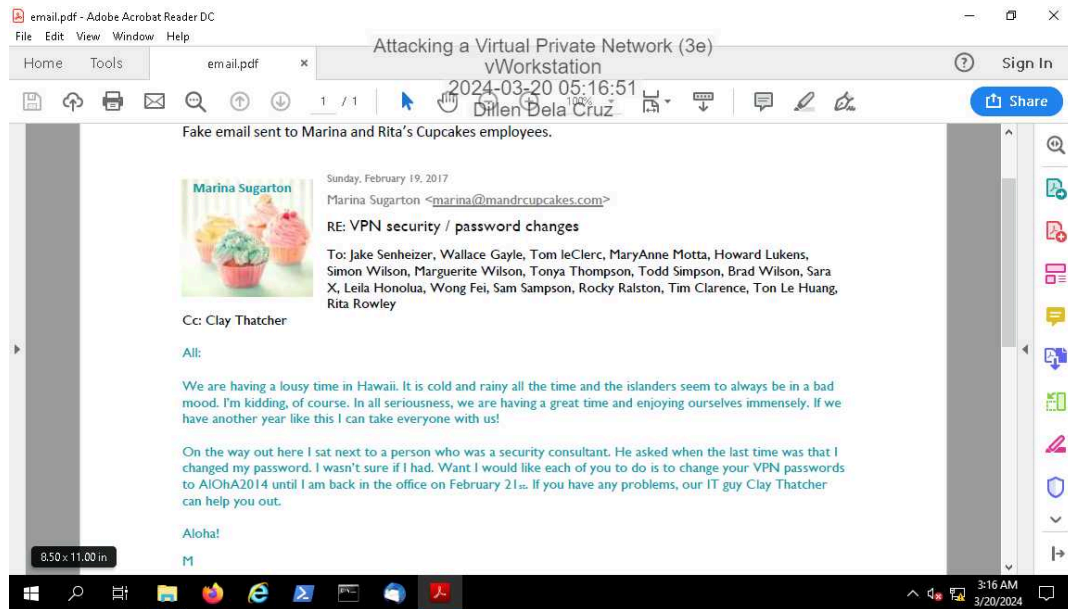 email.pdf - Adobe Acrobat Reader DC
File Edit View Window Help
Attacking a Virtual Private Network (3e)
Home Tools email.pdf × vWorkstation Sign In
2024-03-20 05:16:51
1 / 1 100% Share
Dillen Dela Cruz
Fake email sent to Marina and Rita's Cupcakes employees.
Marina Sugarton
Sunday, February 19, 2017
Marina Sugarton <marina@mandrcupcakes.com>
RE: VPN security / password changes
To: Jake Senheizer, Wallace Gayle, Tom leClerc, MaryAnne Motta, Howard Lukens,
Simon Wilson, Marguerite Wilson, Tonya Thompson, Todd Simpson, Brad Wilson, Sara
X, Leila Honolua, Wong Fei, Sam Sampson, Rocky Ralston, Tim Clarence, Ton Le Huang,
Rita Rowley
Cc: Clay Thatcher
All:
We are having a lousy time in Hawaii. It is cold and rainy all the time and the islanders seem to always be in a bad
mood. I'm kidding, of course. In all seriousness, we are having a great time and enjoying ourselves immensely. If we
have another year like this I can take everyone with us!
On the way out here I sat next to a person who was a security consultant. He asked when the last time was that I
changed my password. I wasn't sure if I had. Want I would like each of you to do is to change your VPN passwords
to AlOhA2014 until I am back in the office on February 21st. If you have any problems, our IT guy Clay Thatcher
can help you out.
Aloha!
M
8.50 x 11.00 in
3:16 AM
3/20/2024